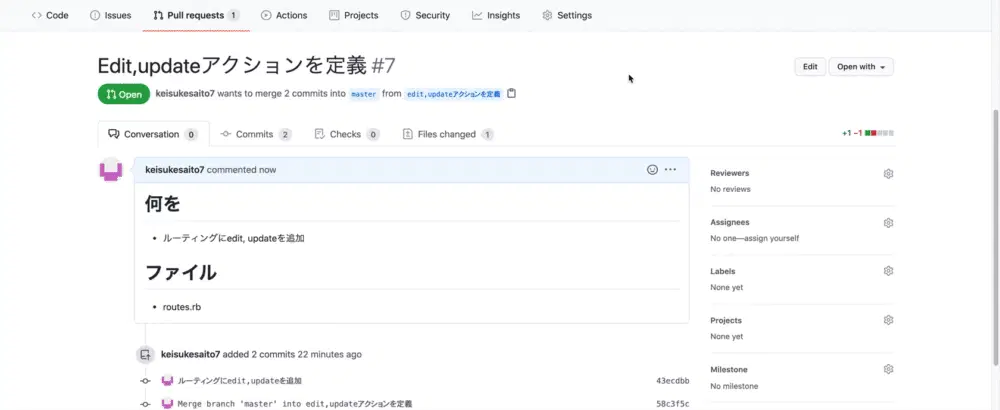 Code Issues Pull requests 1 Actions Projects Security Insights Settings
Edit,updateアクションを定義 #7
Edit Open with
Open keisukesaito7 wants to merge 2 commits into master from edit,updateアクションを定義
Conversation 0 Commits 2 Checks 0 Files changed 1
+1 −1
keisukesaito7 commented now
何を
• ルーティングにedit, updateを追加
ファイル
• routes.rb
keisukesaito7 added 2 commits 22 minutes ago
ルーティングにedit,updateを追加 43ecdbb
Merge branch 'master' into edit,updateアクションを定義 58c3f5c
Reviewers
No reviews
Assignees
No one—assign yourself
Labels
None yet
Projects
None yet
Milestone
No milestone